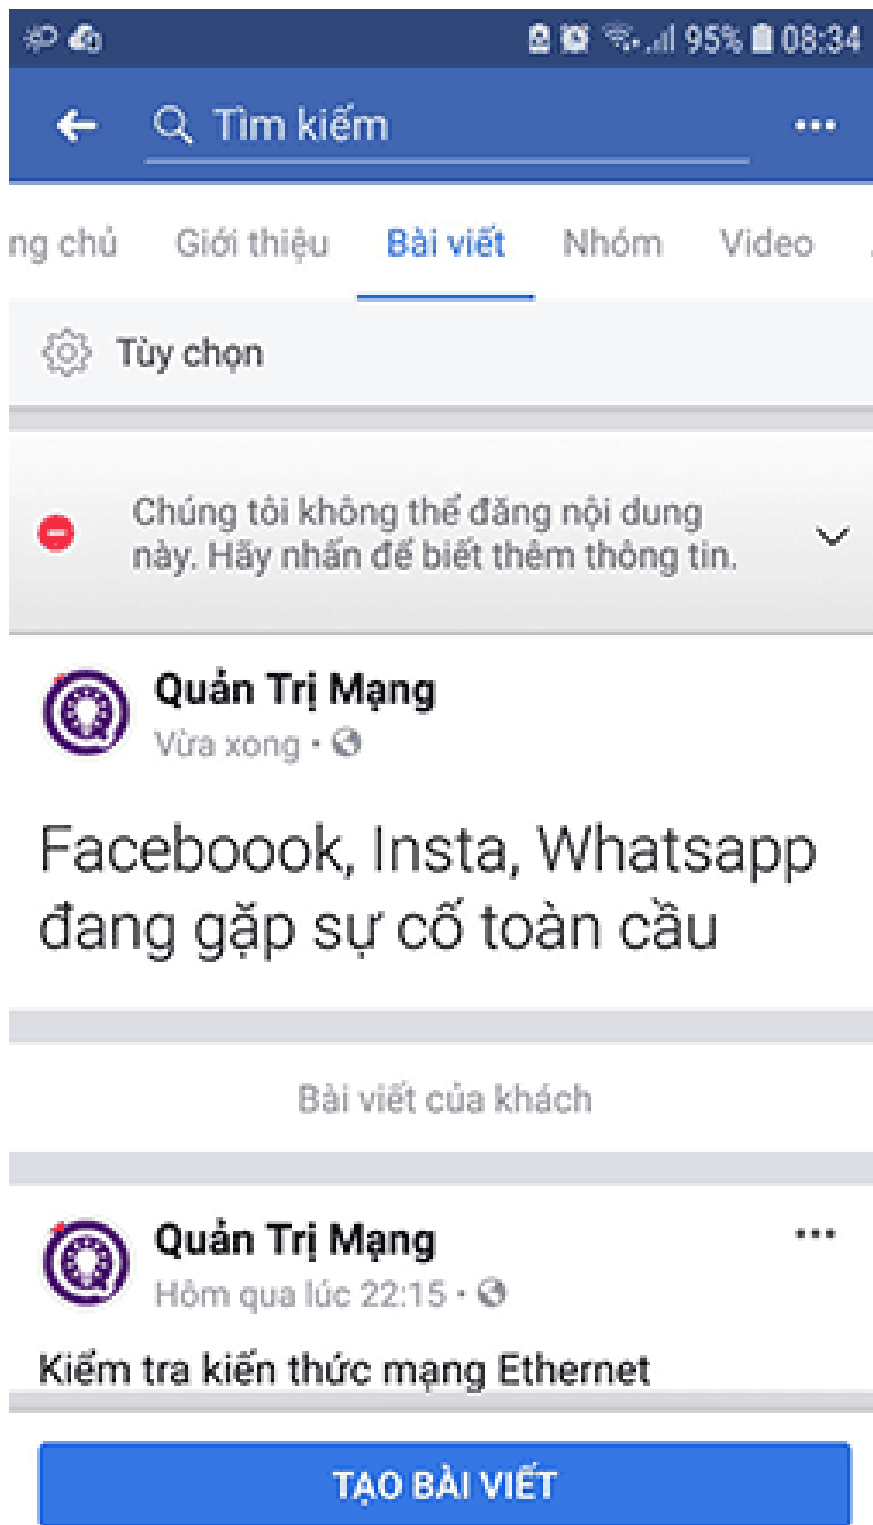 95% 08:34
Tìm kiếm
ng chủ Giới thiệu Bài viết Nhóm Video
Tùy chọn
Chúng tôi không thể đăng nội dung
này. Hãy nhấn để biết thêm thông tin.
Quản Trị Mạng
Vừa xong •
Faceboook, Insta, Whatsapp
đang gặp sự cố toàn cầu
Bài viết của khách
Quản Trị Mạng
Hôm qua lúc 22:15 •
Kiểm tra kiến thức mạng Ethernet
TẠO BÀI VIẾT